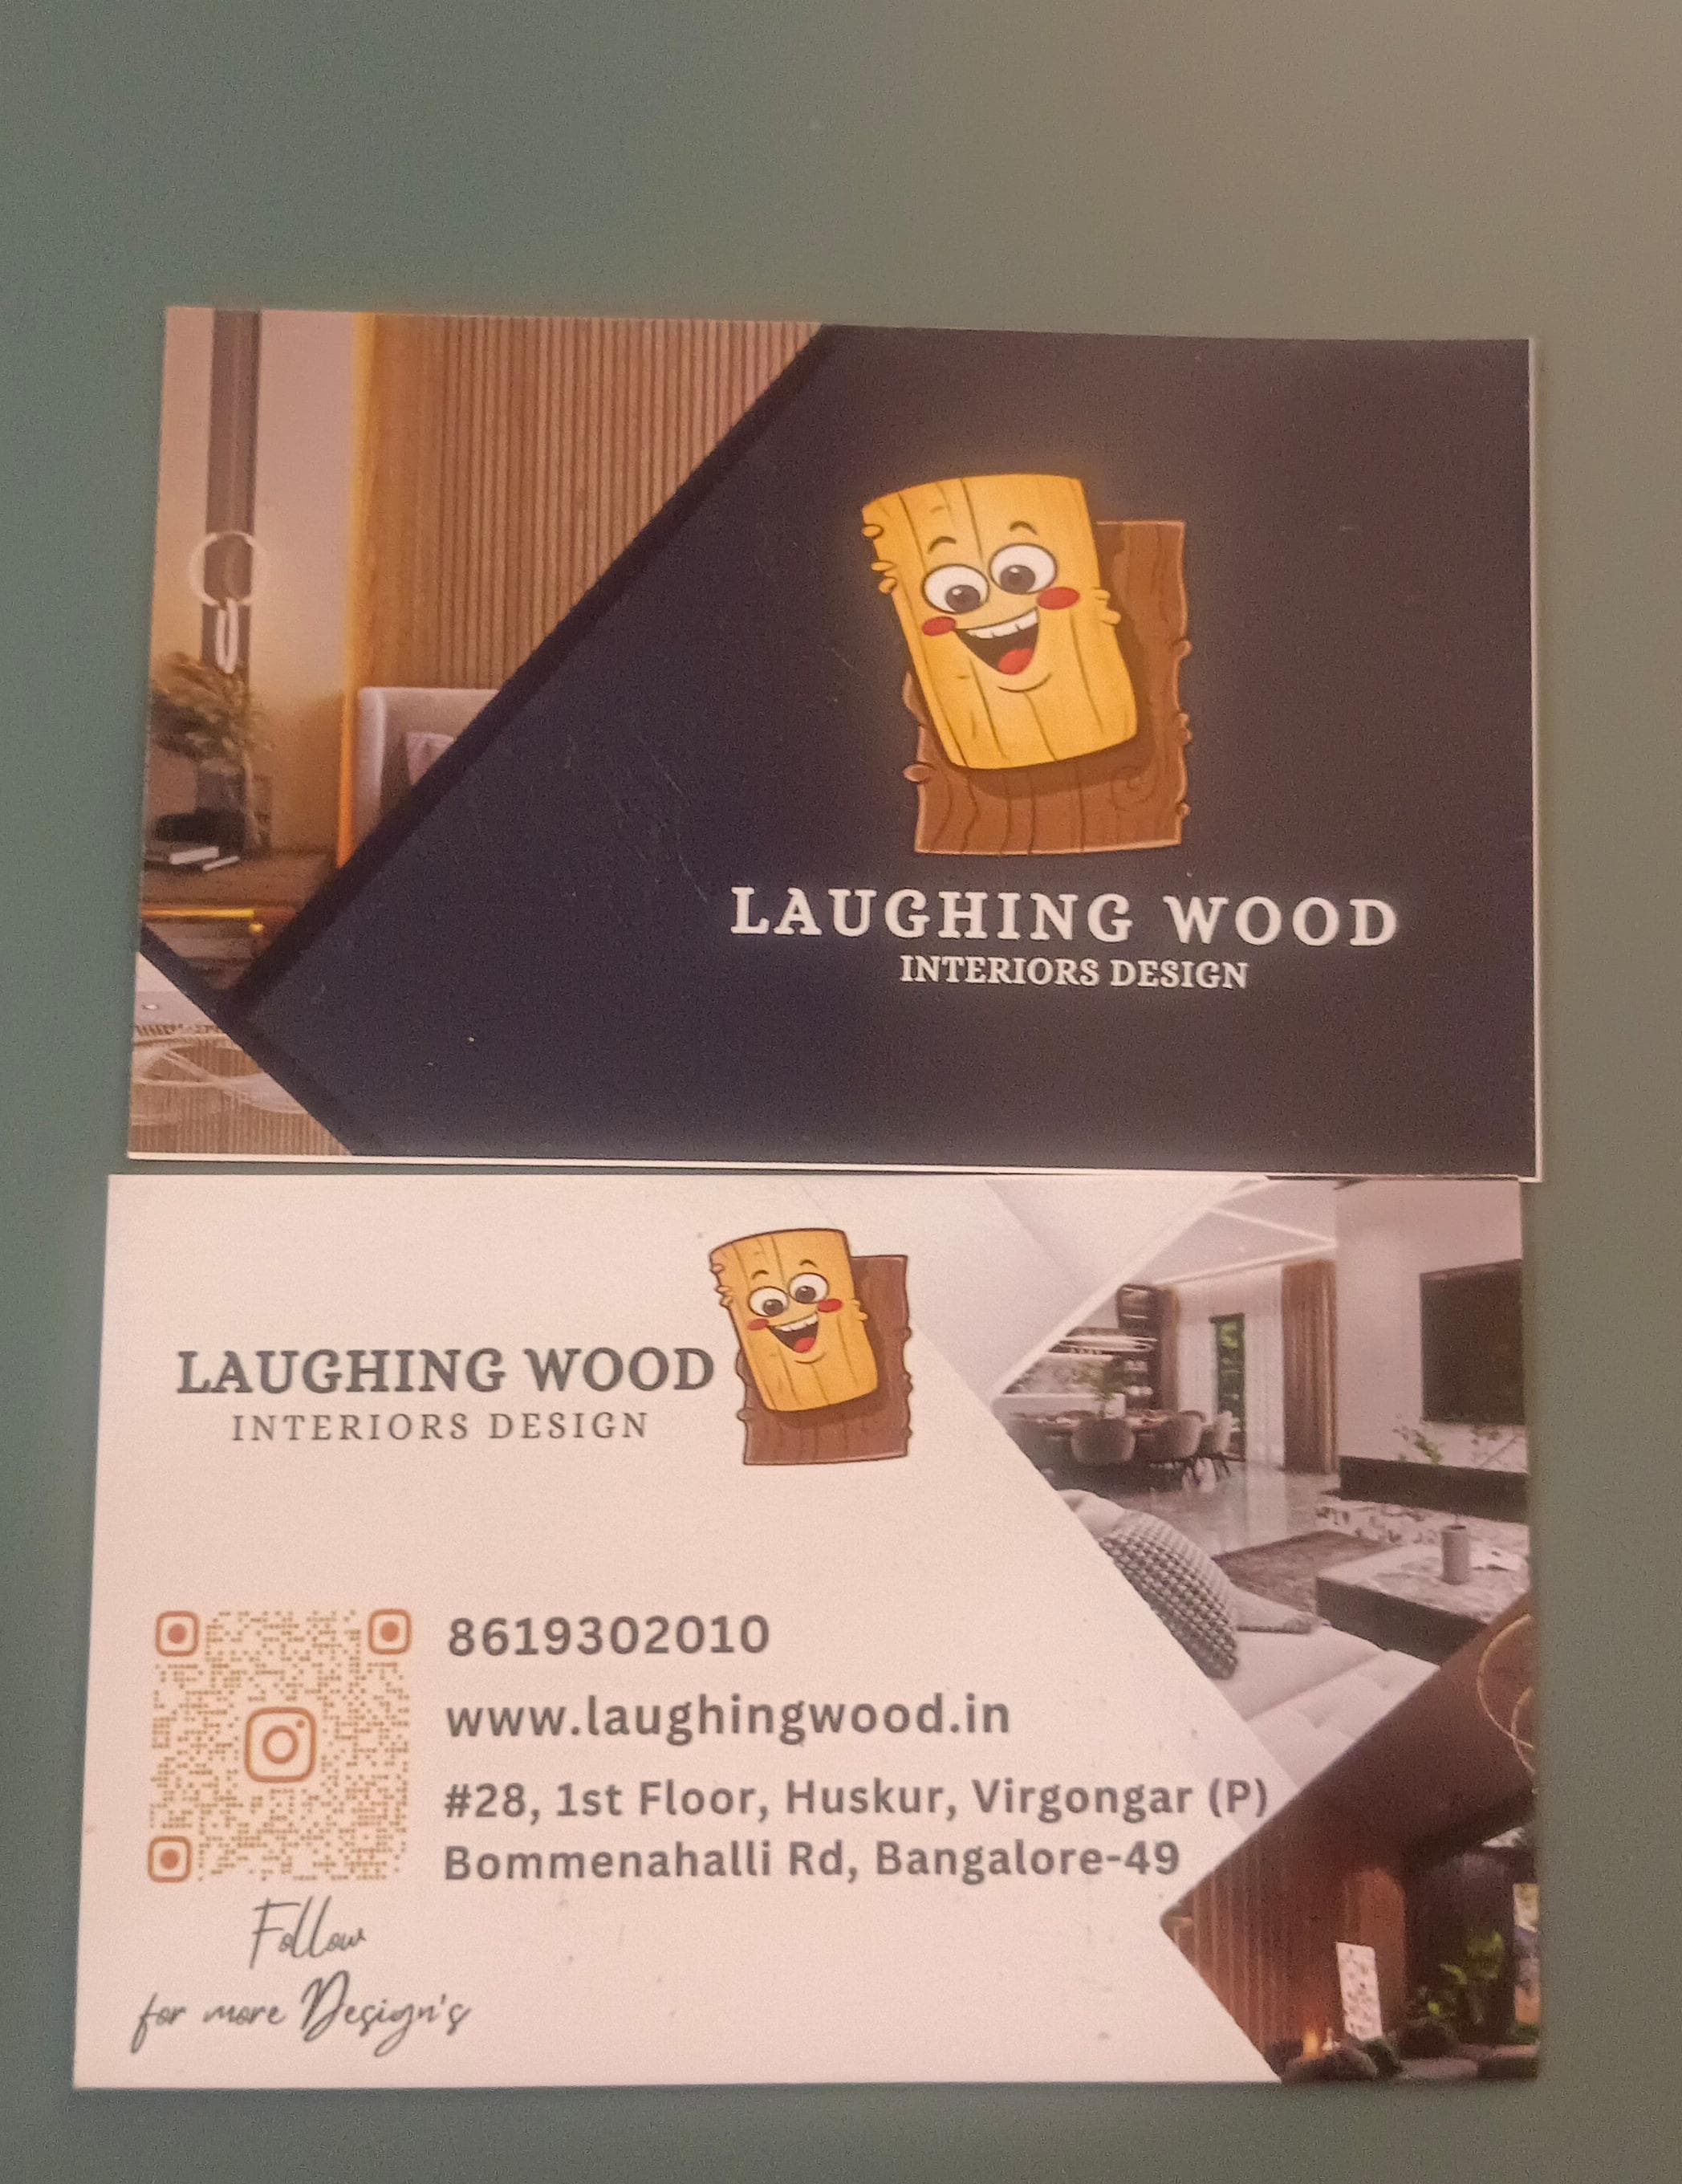 LAUGHING WOOD
INTERIORS DESIGN
LAUGHING WOOD
INTERIORS DESIGN
8619302010
www.laughingwood.in
#28, 1st Floor, Huskur, Virgongar (P)
Bommenahalli Rd, Bangalore-49
Follow
for more Design's